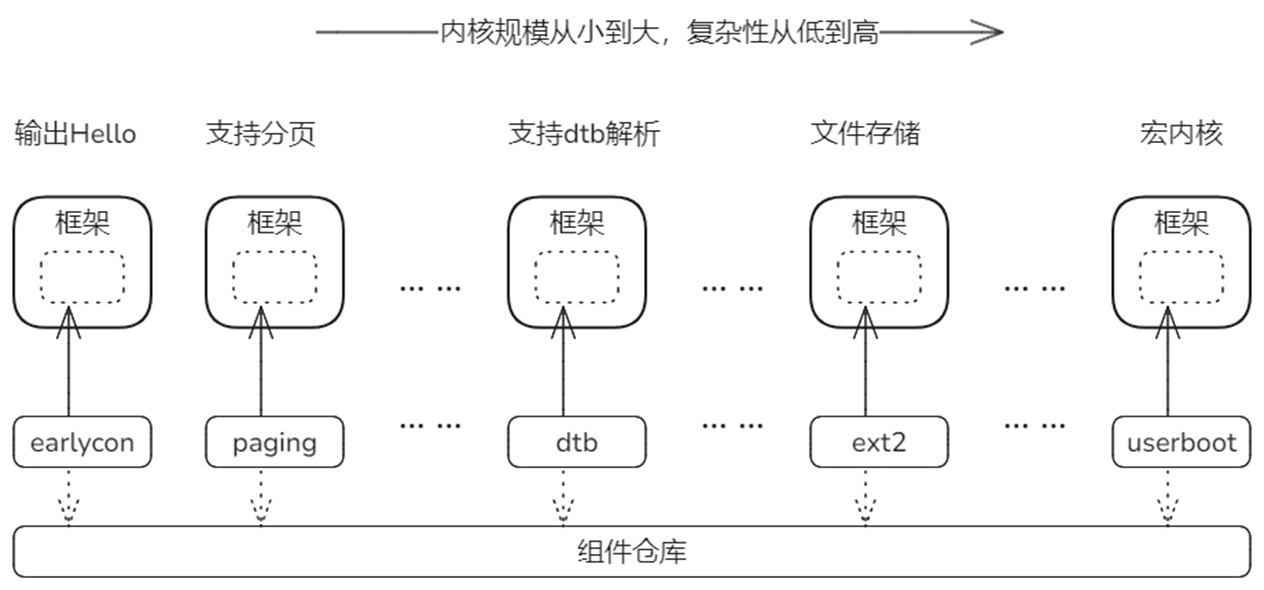 内核规模从小到大，复杂性从低到高
输出Hello
支持分页
支持dtb解析
文件存储
宏内核
框架
框架
框架
框架
框架
... ...
... ...
... ...
earlycon
paging
... ...
dtb
... ...
ext2
... ...
userboot
组件仓库